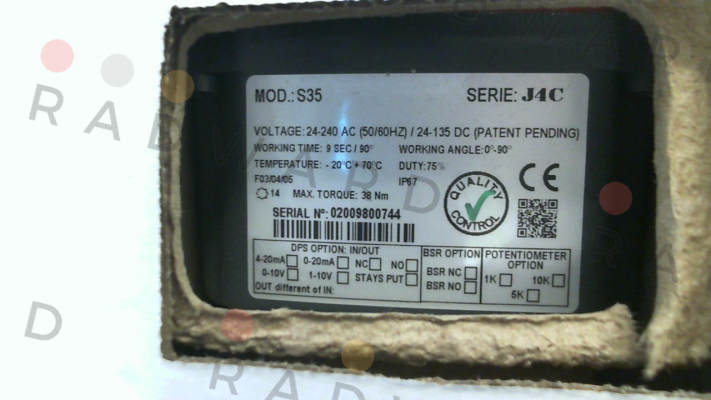 MOD.: S35 SERIE: J4C
VOLTAGE: 24-240 AC (50/60HZ) / 24-135 DC (PATENT PENDING)
WORKING TIME: 9 SEC / 90° WORKING ANGLE: 0°-90°
TEMPERATURE: - 20°C + 70°C DUTY: 75%
F03/04/05 IP67
14 MAX. TORQUE: 38 Nm
CE
QUALITY CONTROL
SERIAL Nº: 02009800744
DPS OPTION: IN/OUT
4-20mA 0-20mA NC NO
0-10V 1-10V STAYS PUT
OUT different of IN:
BSR OPTION
BSR NC
BSR NO
POTENTIOMETER
OPTION
1K 10K
5K
RADWARD
RADWARD
D
RADWARD